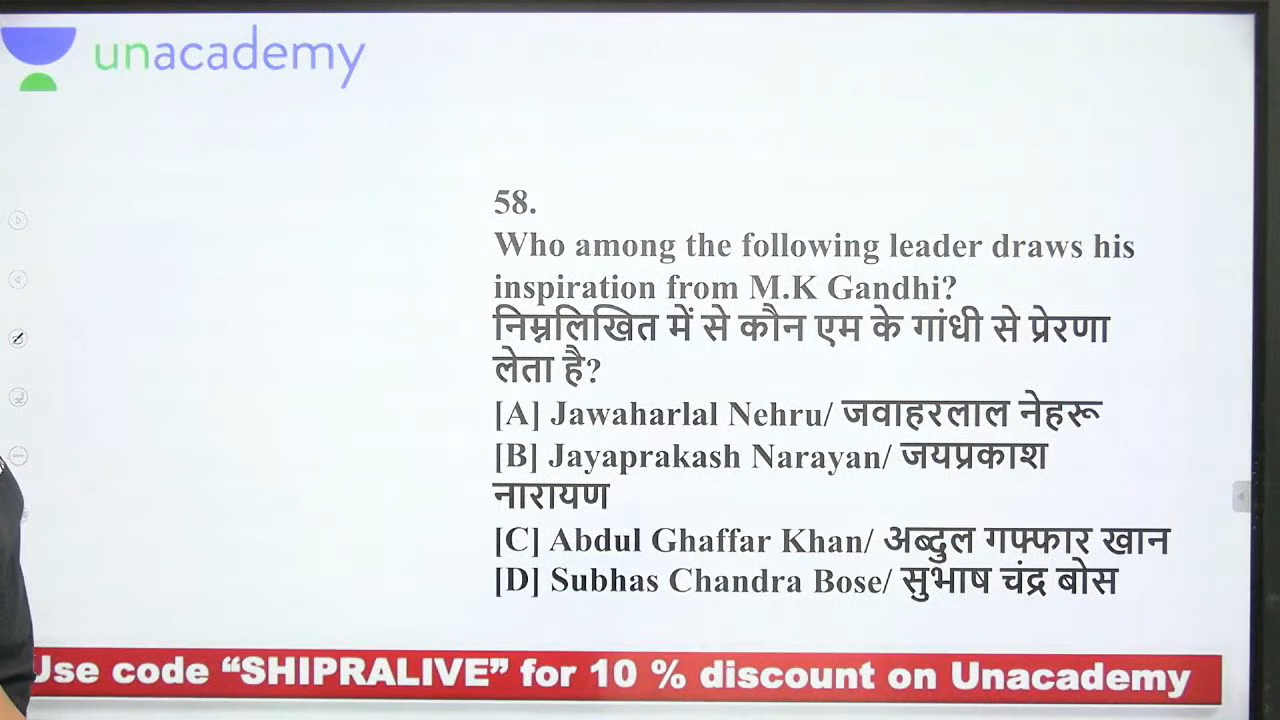 unacademy
58.
Who among the following leader draws his
inspiration from M.K Gandhi?
निम्नलिखित में से कौन एम के गांधी से प्रेरणा
लेता है?
[A] Jawaharlal Nehru/ जवाहरलाल नेहरू
[B] Jayaprakash Narayan/ जयप्रकाश
नारायण
[C] Abdul Ghaffar Khan/ अब्दुल गफ्फार खान
[D] Subhas Chandra Bose/ सुभाष चंद्र बोस
Use code “SHIPRALIVE” for 10 % discount on Unacademy